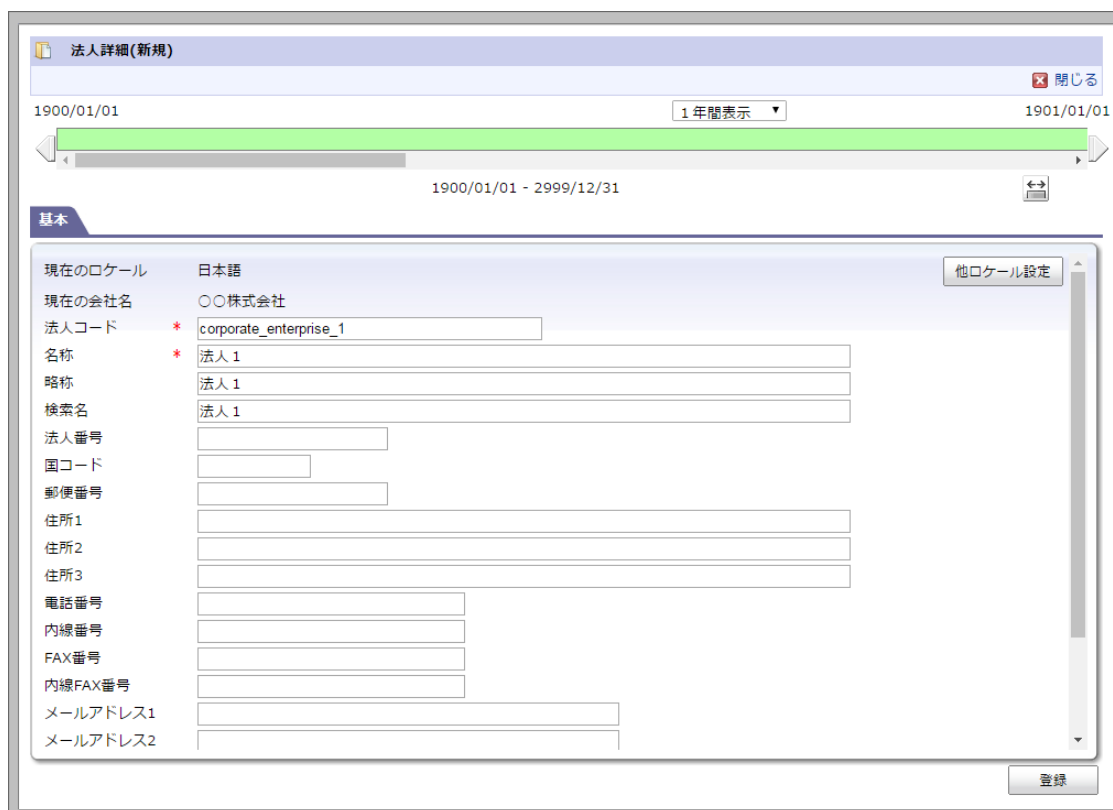 法人詳細(新規)
閉じる
1900/01/01 1年間表示 1901/01/01
1900/01/01 - 2999/12/31
基本
現在のロケール 日本語 他ロケール設定
現在の会社名 〇〇株式会社
法人コード * corporate_enterprise_1
名称 * 法人1
略称 法人1
検索名 法人1
法人番号
国コード
郵便番号
住所1
住所2
住所3
電話番号
内線番号
FAX番号
内線FAX番号
メールアドレス1
メールアドレス2
登録